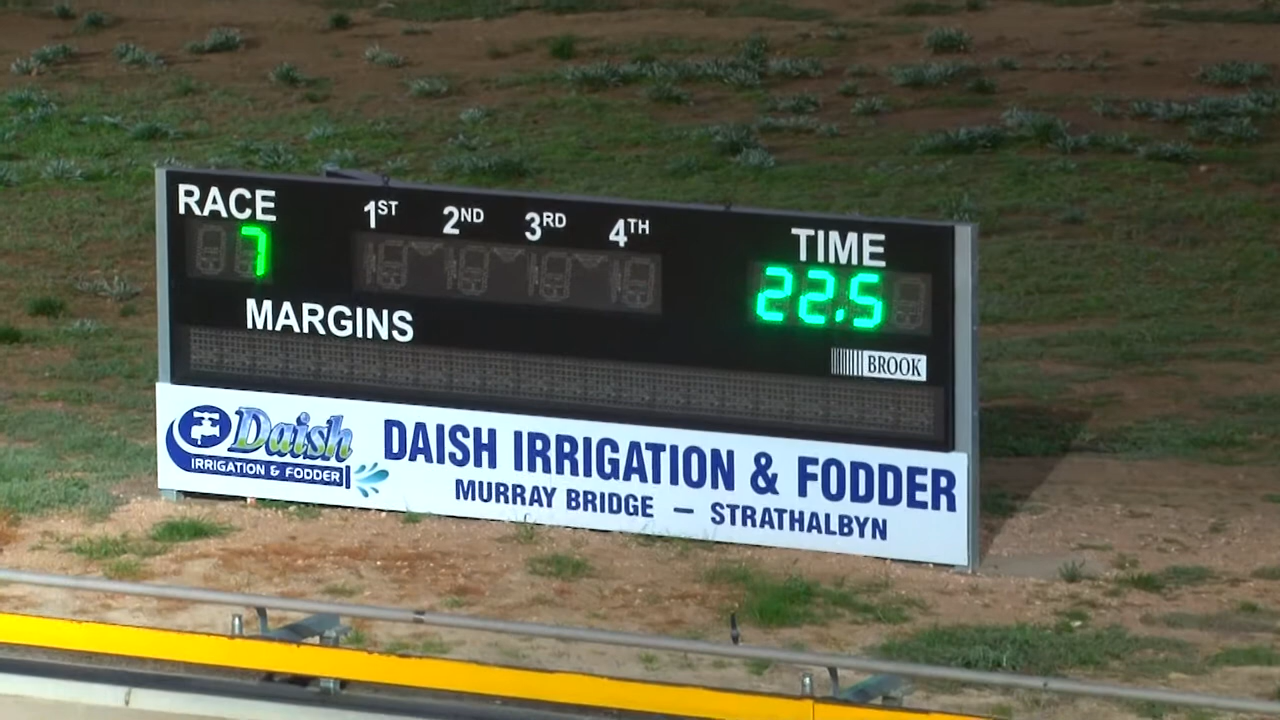 RACE 1ST 2ND 3RD 4TH TIME
7 22.5
MARGINS
BROOK
Daish
IRRIGATION & FODDER
DAISH IRRIGATION & FODDER
MURRAY BRIDGE — STRATHALBYN